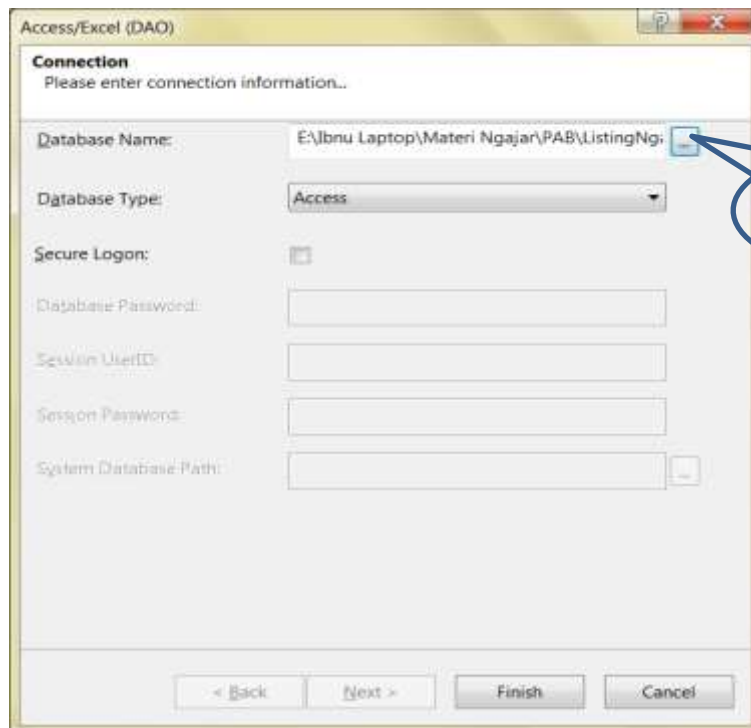 Access/Excel (DAO)
Connection
Please enter connection information...
Database Name: E:\Ibnu Laptop\Materi Ngajar\PAB\ListingNga ...
Database Type: Access
Secure Logon:
Database Password:
Session UserID:
Session Password:
System Database Path: ...
< Back Next > Finish Cancel